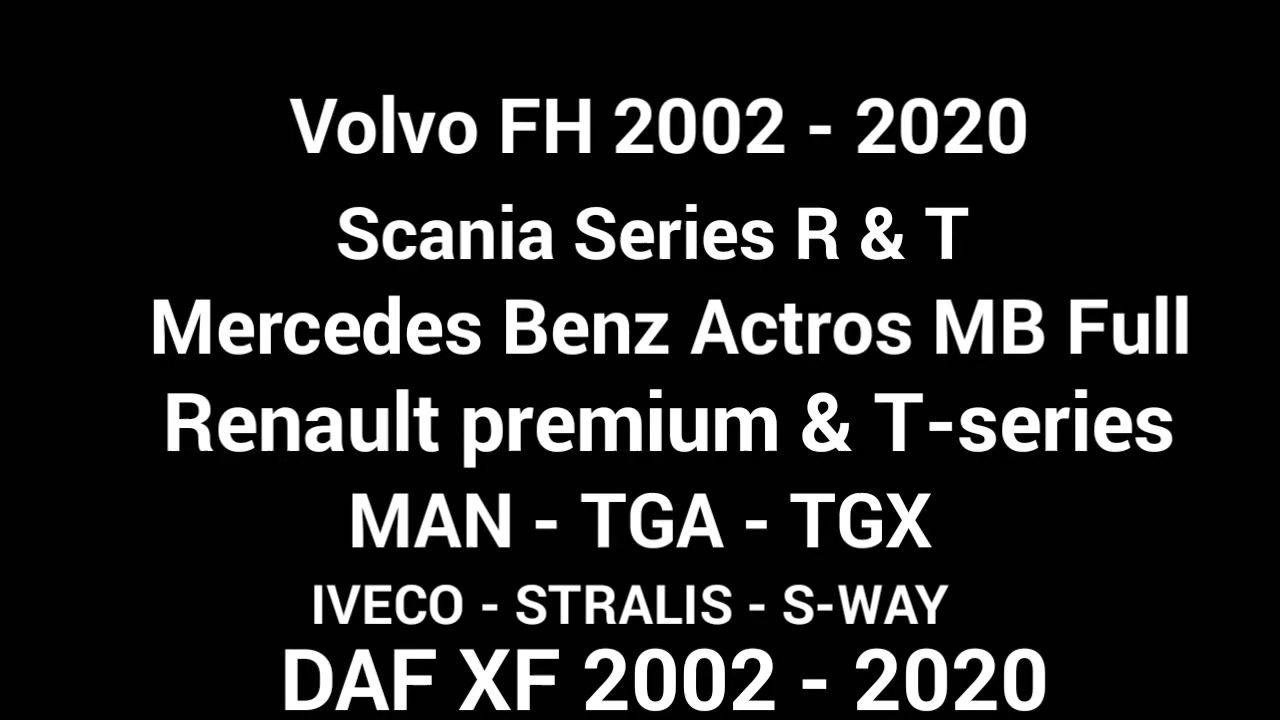 Volvo FH 2002 - 2020
Scania Series R & T
Mercedes Benz Actros MB Full
Renault premium & T-series
MAN - TGA - TGX
IVECO - STRALIS - S-WAY
DAF XF 2002 - 2020